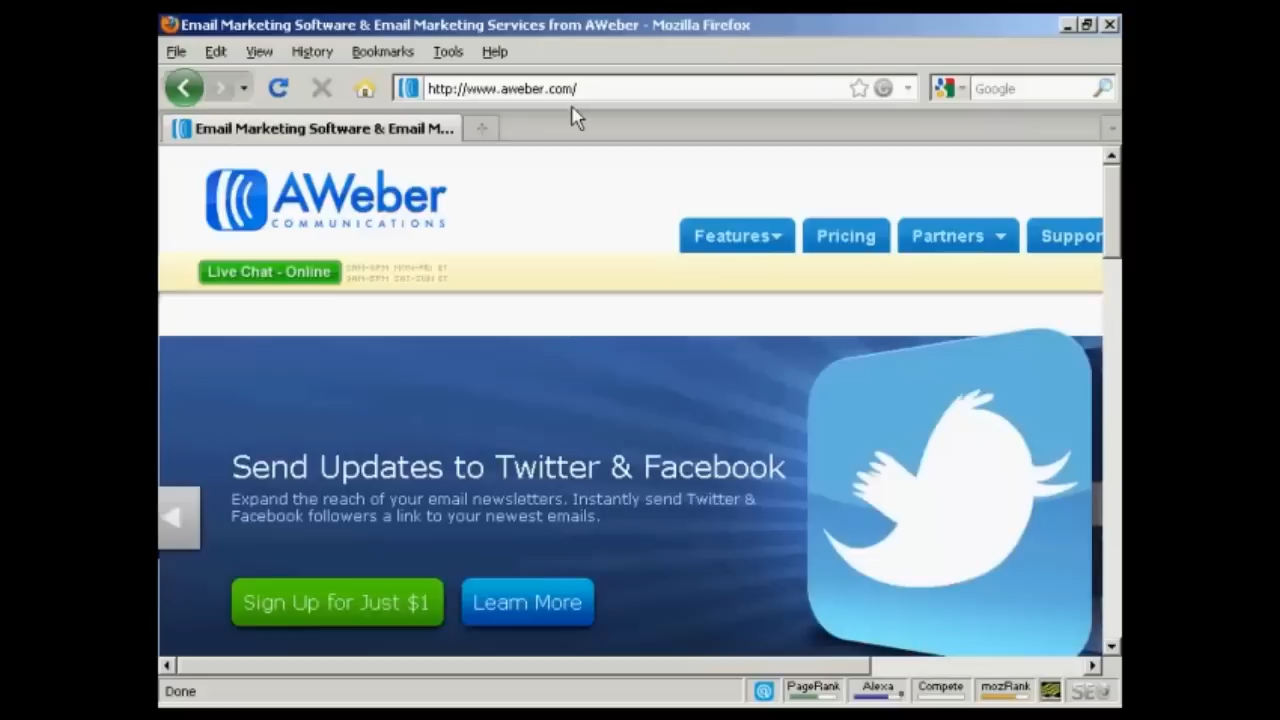 Email Marketing Software & Email Marketing Services from AWeber - Mozilla Firefox
File Edit View History Bookmarks Tools Help
http://www.aweber.com/
Google
Email Marketing Software & Email M...
AWeber
COMMUNICATIONS
Features Pricing Partners Suppor
Live Chat - Online
Send Updates to Twitter & Facebook
Expand the reach of your email newsletters. Instantly send Twitter &
Facebook followers a link to your newest emails.
Sign Up for Just $1 Learn More
Done
PageRank Alexa Compete mozRank